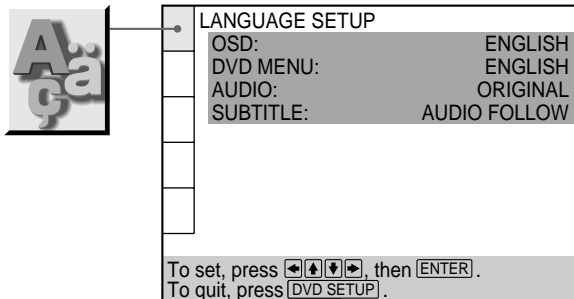 Aäç
LANGUAGE SETUP
OSD: ENGLISH
DVD MENU: ENGLISH
AUDIO: ORIGINAL
SUBTITLE: AUDIO FOLLOW
To set, press ←↑↓→, then ENTER.
To quit, press DVD SETUP.